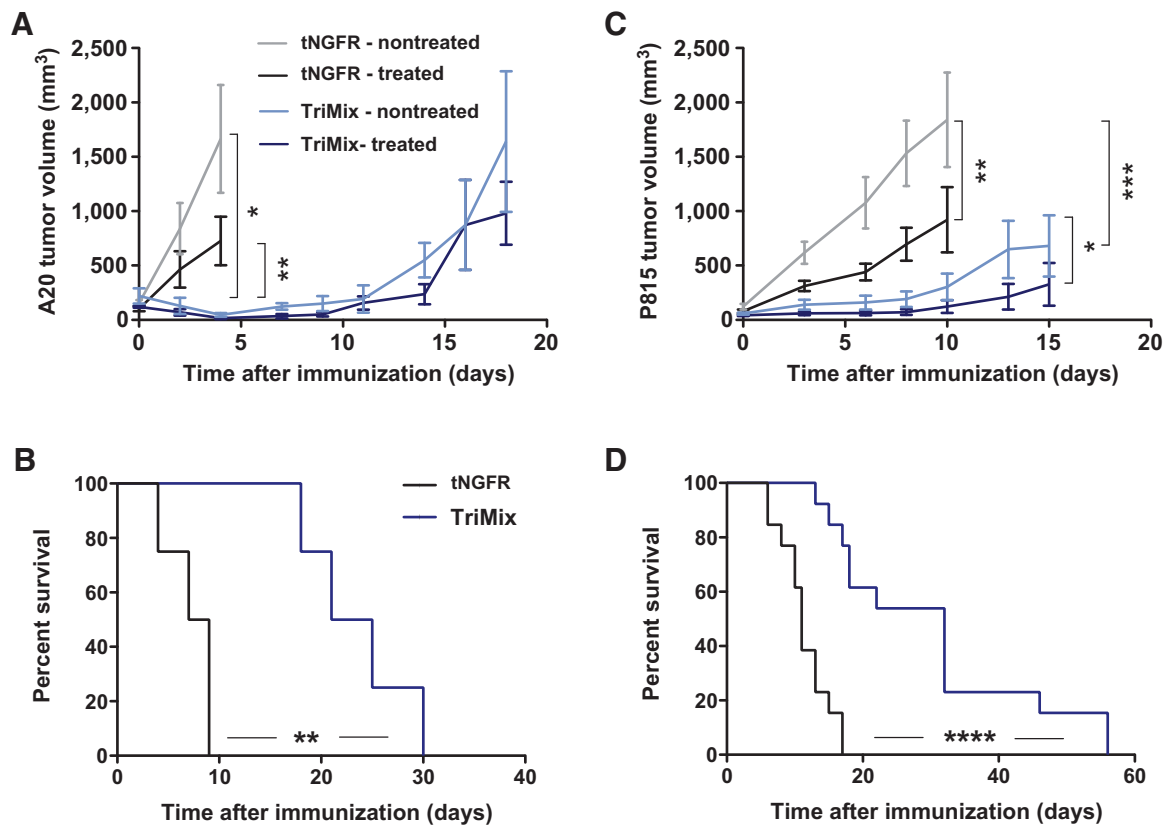 A
A20 tumor volume (mm³)
2,500
2,000
1,500
1,000
500
0
0 5 10 15 20
Time after immunization (days)
tNGFR - nontreated
tNGFR - treated
TriMix - nontreated
TriMix- treated
*
**
C
P815 tumor volume (mm³)
2,500
2,000
1,500
1,000
500
0
0 5 10 15 20
Time after immunization (days)
**
*
***
B
Percent survival
100
80
60
40
20
0
0 10 20 30 40
Time after immunization (days)
tNGFR
TriMix
**
D
Percent survival
100
80
60
40
20
0
0 20 40 60
Time after immunization (days)
****